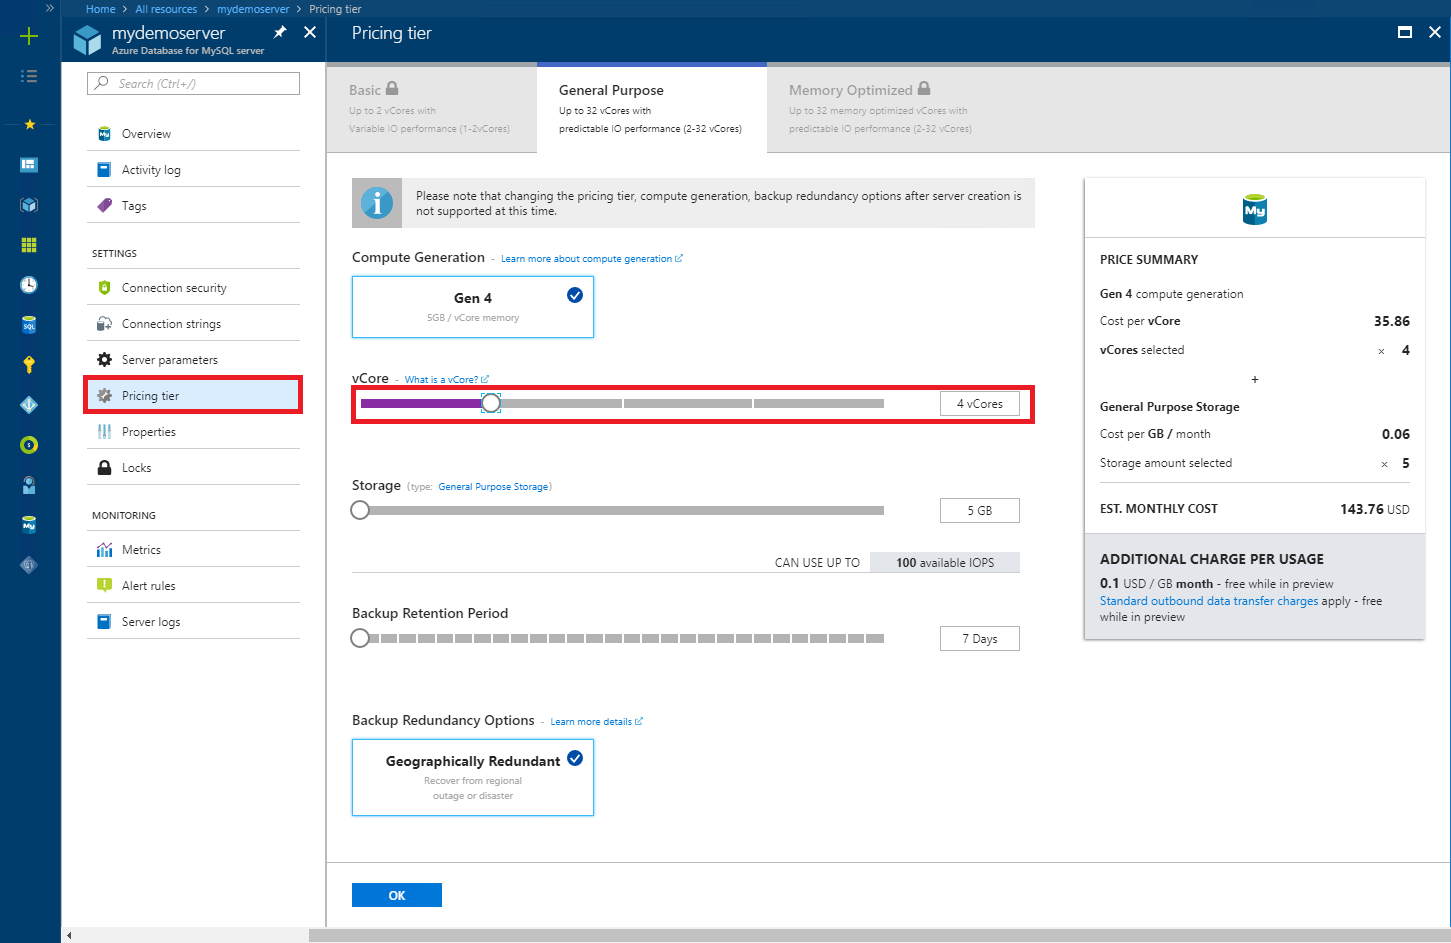 Home > All resources > mydemoserver > Pricing tier
mydemoserver
Azure Database for MySQL server
Search (Ctrl+/)
Overview
Activity log
Tags
SETTINGS
Connection security
Connection strings
Server parameters
Pricing tier
Properties
Locks
MONITORING
Metrics
Alert rules
Server logs
Pricing tier
Basic
Up to 2 vCores with
Variable IO performance (1-2vCores)
General Purpose
Up to 32 vCores with
predictable IO performance (2-32 vCores)
Memory Optimized
Up to 32 memory optimized vCores with
predictable IO performance (2-32 vCores)
Please note that changing the pricing tier, compute generation, backup redundancy options after server creation is
not supported at this time.
Compute Generation - Learn more about compute generation
Gen 4
5GB / vCore memory
vCore - What is a vCore?
4 vCores
Storage (type: General Purpose Storage)
5 GB
CAN USE UP TO 100 available IOPS
Backup Retention Period
7 Days
Backup Redundancy Options - Learn more details
Geographically Redundant
Recover from regional
outage or disaster
OK
My
PRICE SUMMARY
Gen 4 compute generation
Cost per vCore 35.86
vCores selected × 4
+
General Purpose Storage
Cost per GB / month 0.06
Storage amount selected × 5
EST. MONTHLY COST 143.76 USD
ADDITIONAL CHARGE PER USAGE
0.1 USD / GB month - free while in preview
Standard outbound data transfer charges apply - free
while in preview
SQL
My